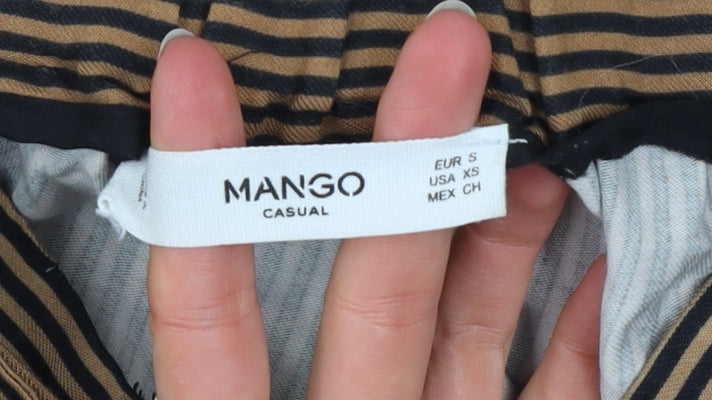 MANGO
CASUAL
EUR S
USA XS
MEX CH